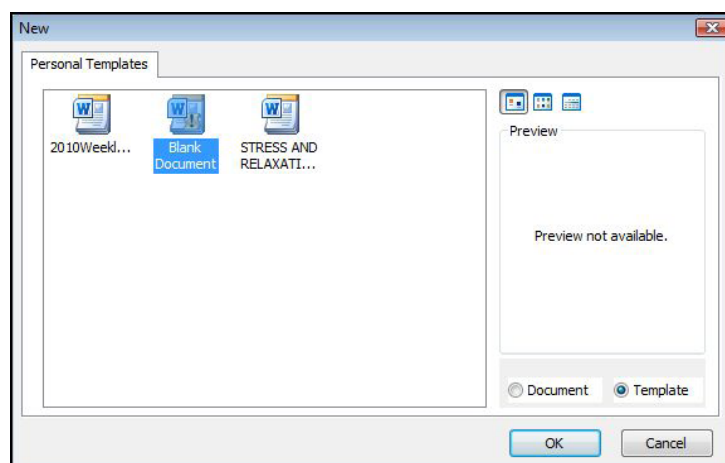 New
Personal Templates
2010Weekl...
Blank
Document
STRESS AND
RELAXATI...
Preview
Preview not available.
Document
Template
OK
Cancel